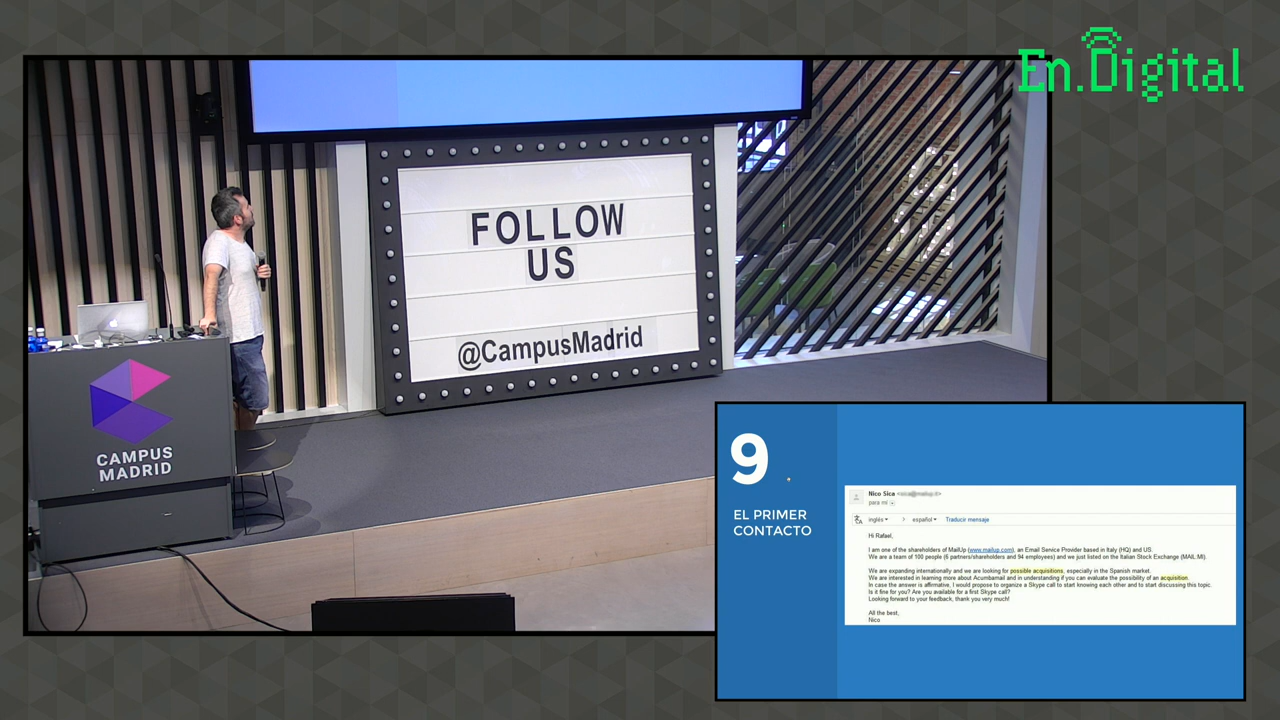 En.Digital
FOLLOW
US
@CampusMadrid
CAMPUS
MADRID
9
EL PRIMER
CONTACTO
Nico Sica
para mí
inglés
español
Traducir mensaje
Hi Rafael,
I am one of the shareholders of MailUp (www.mailup.com), an Email Service Provider based in Italy (HQ) and US.
We are a team of 100 people (6 partners/shareholders and 94 employees) and we just listed on the Italian Stock Exchange (MAIL.MI).
We are expanding internationally and we are looking for possible acquisitions, especially in the Spanish market.
We are interested in learning more about Acumbamail and in understanding if you can evaluate the possibility of an acquisition.
In case the answer is affirmative, I would propose to organize a Skype call to start knowing each other and to start discussing this topic.
Is it fine for you? Are you available for a first Skype call?
Looking forward to your feedback, thank you very much!
All the best,
Nico